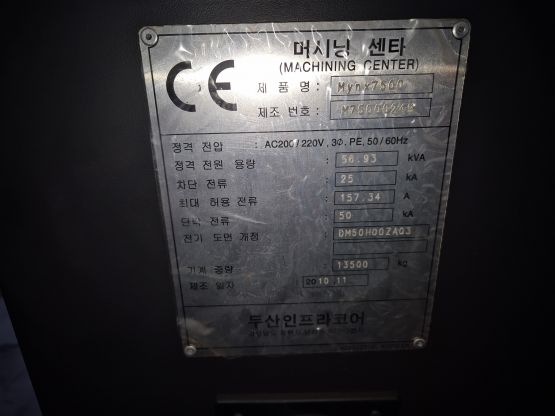 CE
머시닝 센타
(MACHINING CENTER)
제 품 명 : Mynx7500
제조 번호 :
정격 전압 : AC200/220V, 3Φ, PE, 50/60Hz
정격 전원 용량 : 56.93 kVA
차단 전류 : 25 kA
최대 허용 전류 : 157.34 A
단락 전류 : 50 kA
전기 도면 개정 : DM50H00ZAQ3
기계 중량 : 13500 kg
제조 일자 : 2010.11
두산인프라코어